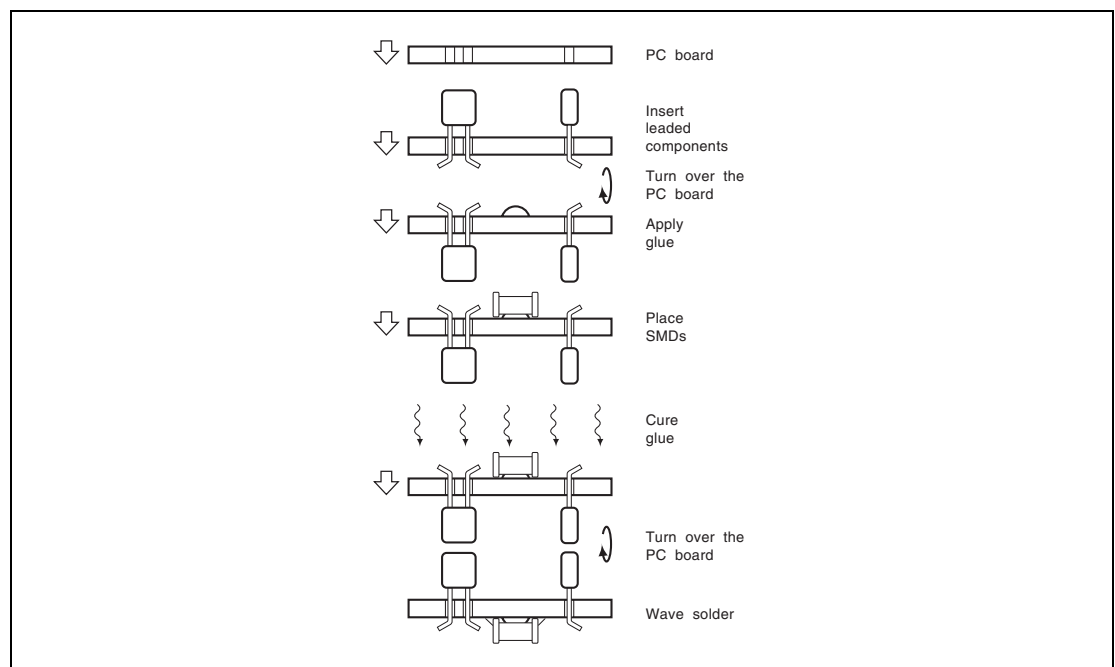 PC board
Insert
leaded
components
Turn over the
PC board
Apply
glue
Place
SMDs
Cure
glue
Turn over the
PC board
Wave solder